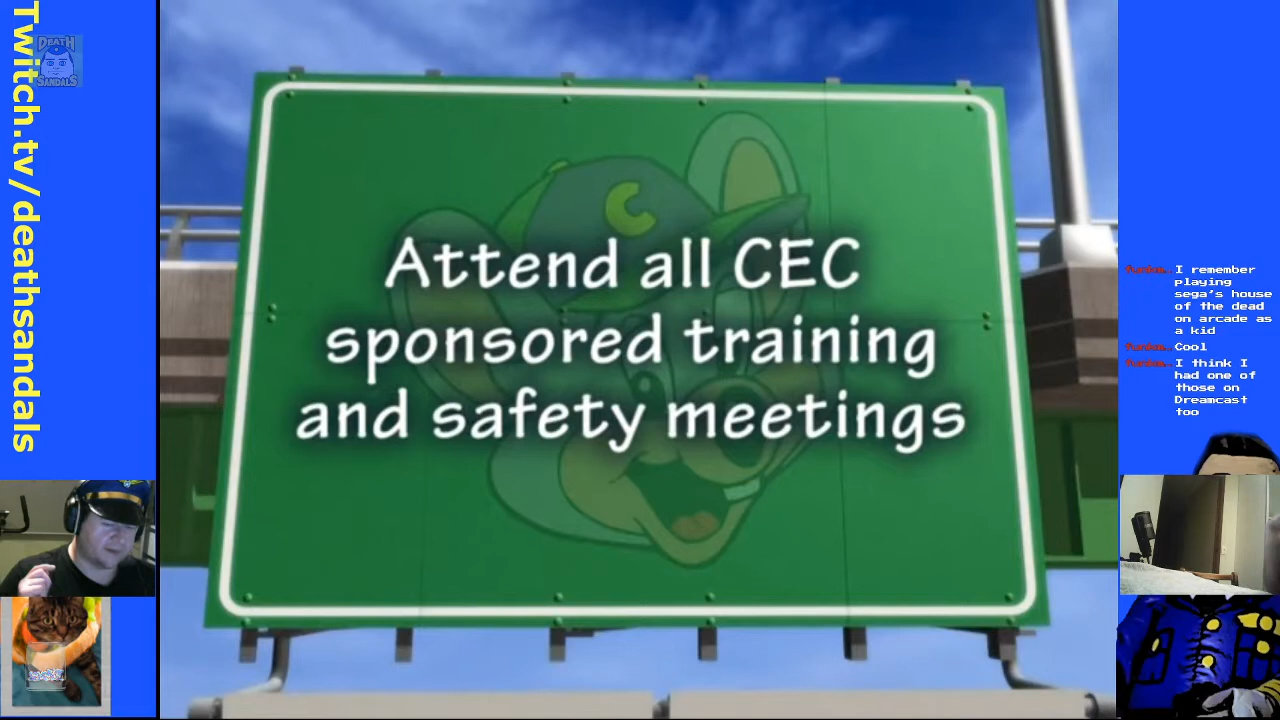 Twitch.tv/deathsandals
DEATH
SANDALS
C
Attend all CEC
sponsored training
and safety meetings
I remember
playing
sega's house
of the dead
on arcade as
a kid
Cool
I think I
had one of
those on
Dreamcast
too